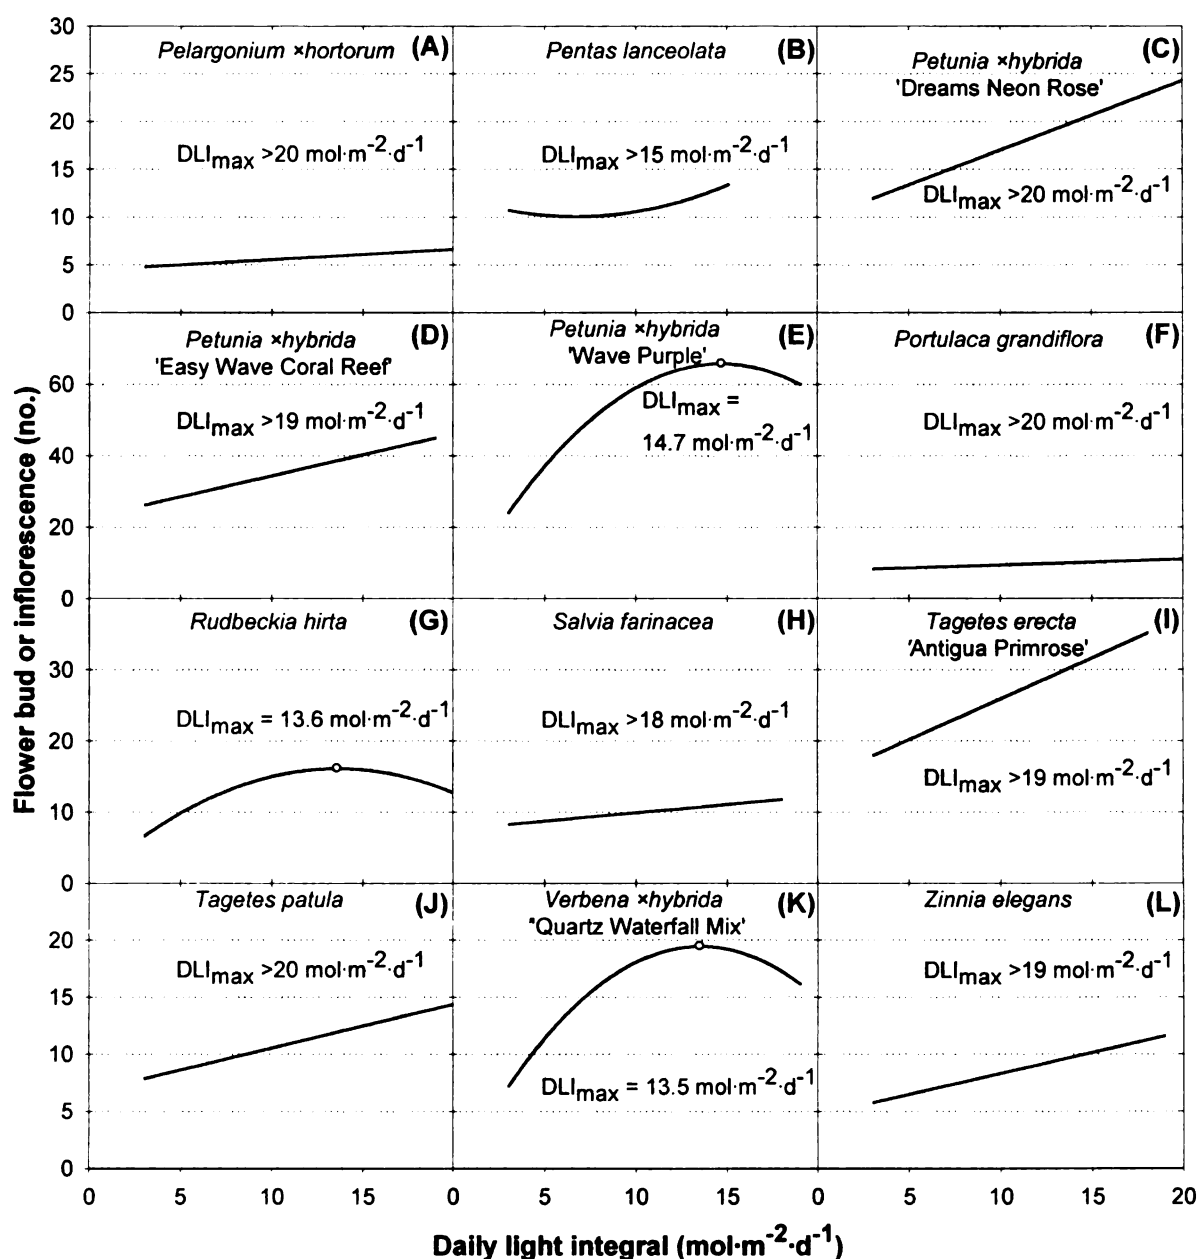 30
25
20
15
10
5
0
Pelargonium ×hortorum (A)
DLImax >20 mol·m-2·d-1
Pentas lanceolata (B)
DLImax >15 mol·m-2·d-1
Petunia ×hybrida (C)
'Dreams Neon Rose'
DLImax >20 mol·m-2·d-1
60
40
20
0
Petunia ×hybrida (D)
'Easy Wave Coral Reef'
DLImax >19 mol·m-2·d-1
Petunia ×hybrida (E)
'Wave Purple'
DLImax =
14.7 mol·m-2·d-1
Portulaca grandiflora (F)
DLImax >20 mol·m-2·d-1
Flower bud or inflorescence (no.)
30
20
10
0
Rudbeckia hirta (G)
DLImax = 13.6 mol·m-2·d-1
Salvia farinacea (H)
DLImax >18 mol·m-2·d-1
Tagetes erecta (I)
'Antigua Primrose'
DLImax >19 mol·m-2·d-1
20
15
10
5
0
Tagetes patula (J)
DLImax >20 mol·m-2·d-1
Verbena ×hybrida (K)
'Quartz Waterfall Mix'
DLImax = 13.5 mol·m-2·d-1
Zinnia elegans (L)
DLImax >19 mol·m-2·d-1
0 5 10 15 0 5 10 15 0 5 10 15 20
Daily light integral (mol·m-2·d-1)